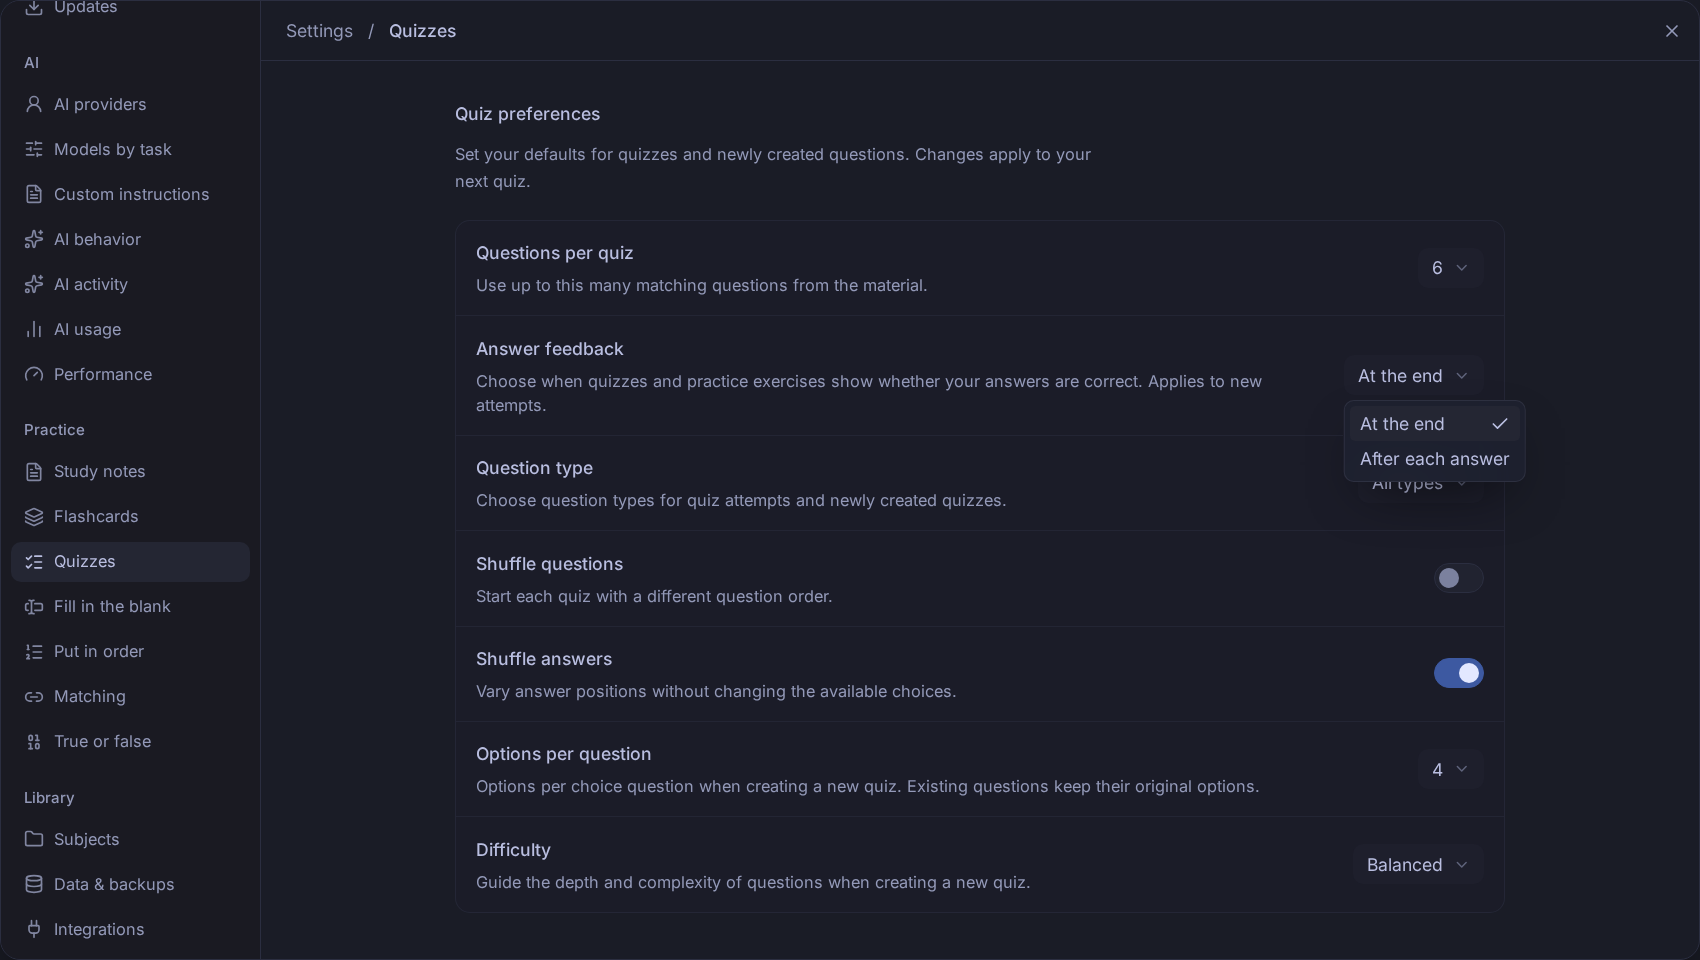 Updates
AI
AI providers
Models by task
Custom instructions
AI behavior
AI activity
AI usage
Performance
Practice
Study notes
Flashcards
Quizzes
Fill in the blank
Put in order
Matching
True or false
Library
Subjects
Data & backups
Integrations
Settings / Quizzes
Quiz preferences
Set your defaults for quizzes and newly created questions. Changes apply to your
next quiz.
Questions per quiz
Use up to this many matching questions from the material.
6
Answer feedback
Choose when quizzes and practice exercises show whether your answers are correct. Applies to new
attempts.
At the end
At the end
After each answer
Question type
Choose question types for quiz attempts and newly created quizzes.
All types
Shuffle questions
Start each quiz with a different question order.
Shuffle answers
Vary answer positions without changing the available choices.
Options per question
Options per choice question when creating a new quiz. Existing questions keep their original options.
4
Difficulty
Guide the depth and complexity of questions when creating a new quiz.
Balanced